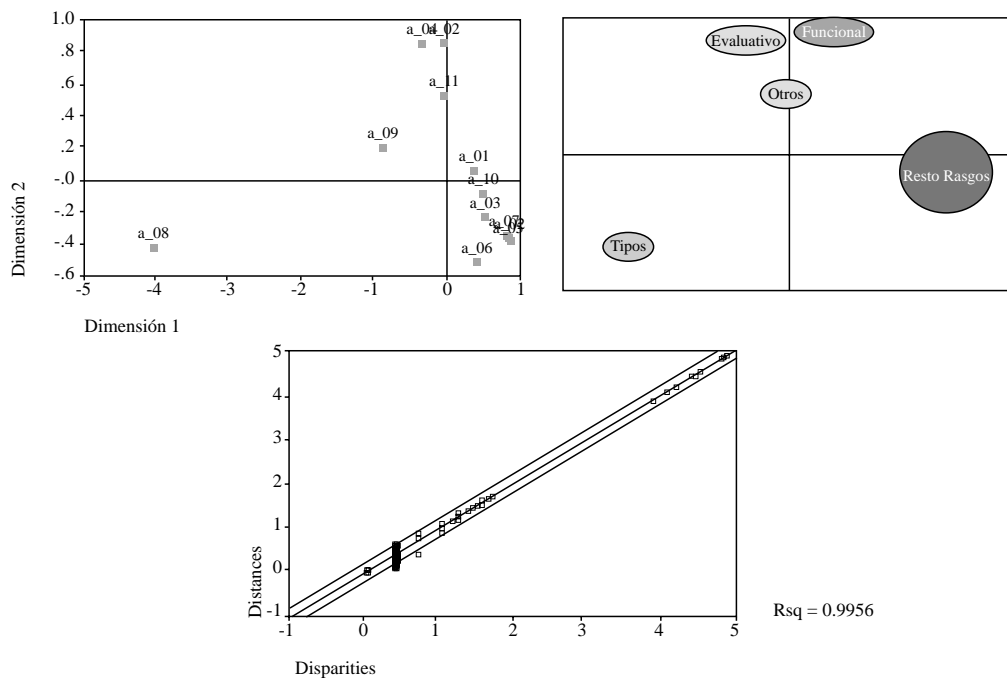 1.0
.8
.6
.4
.2
-.0
-.2
-.4
-.6
Dimensión 2
-5
-4
-3
-2
-1
0
1
Dimensión 1
a_04
a_02
a_11
a_09
a_01
a_10
a_03
a_07
a_05
a_06
a_08
Evaluativo
Funcional
Otros
Resto Rasgos
Tipos
5
4
3
2
1
0
-1
Distances
-1
0
1
2
3
4
5
Disparities
Rsq = 0.9956